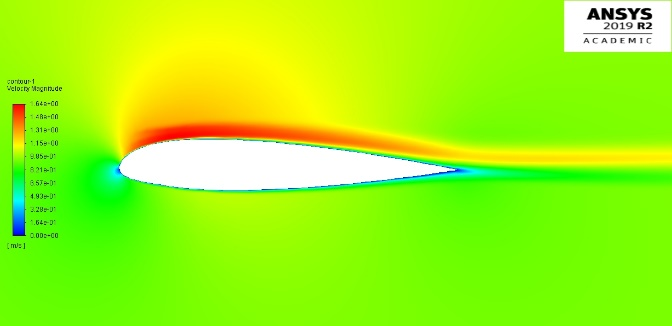 ANSYS
2019 R2
ACADEMIC
contour-1
Velocity Magnitude
1.64e+00
1.48e+00
1.31e+00
1.15e+00
9.85e-01
8.21e-01
6.57e-01
4.93e-01
3.28e-01
1.64e-01
0.00e+00
[m/s]